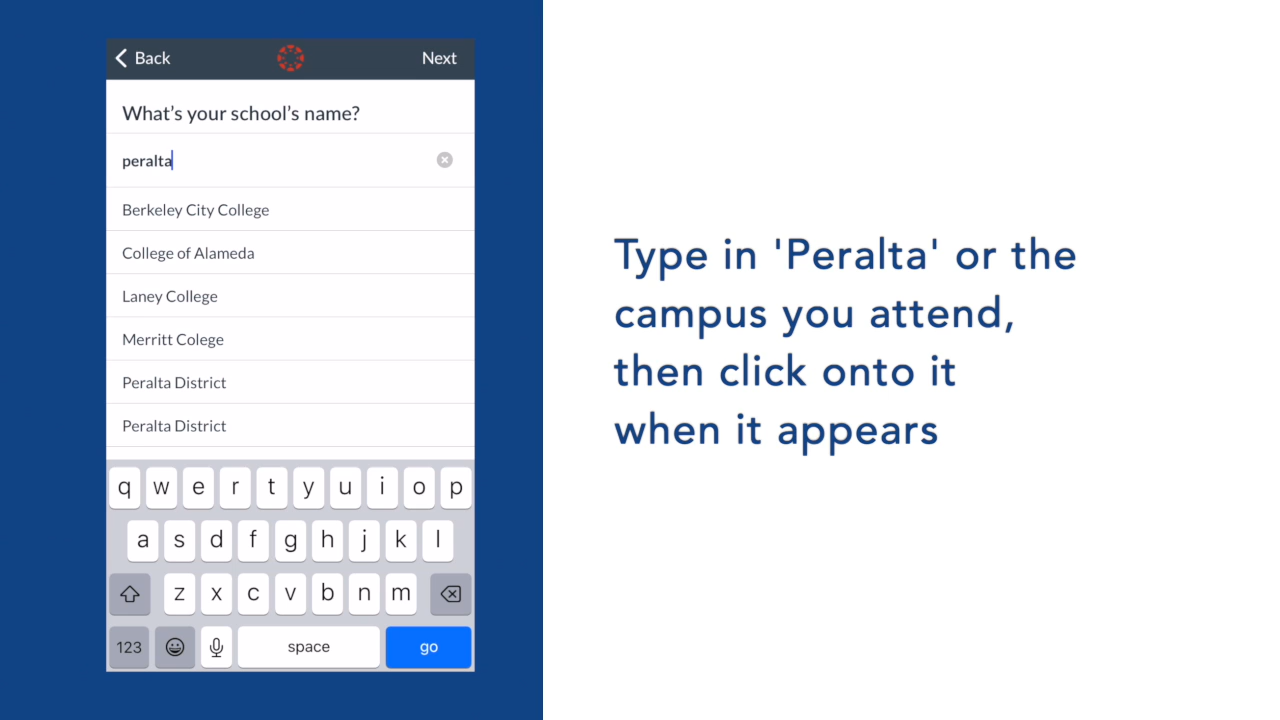 Back
Next
What's your school's name?
peralta
Berkeley City College
College of Alameda
Laney College
Merritt Colege
Peralta District
Peralta District
q w e r t y u i o p
a s d f g h j k l
z x c v b n m
123
space
go
Type in 'Peralta' or the
campus you attend,
then click onto it
when it appears